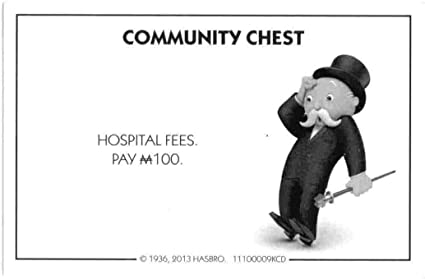 COMMUNITY CHEST
HOSPITAL FEES.
PAY ₩100.
© 1936, 2013 HASBRO. 11100009KCD